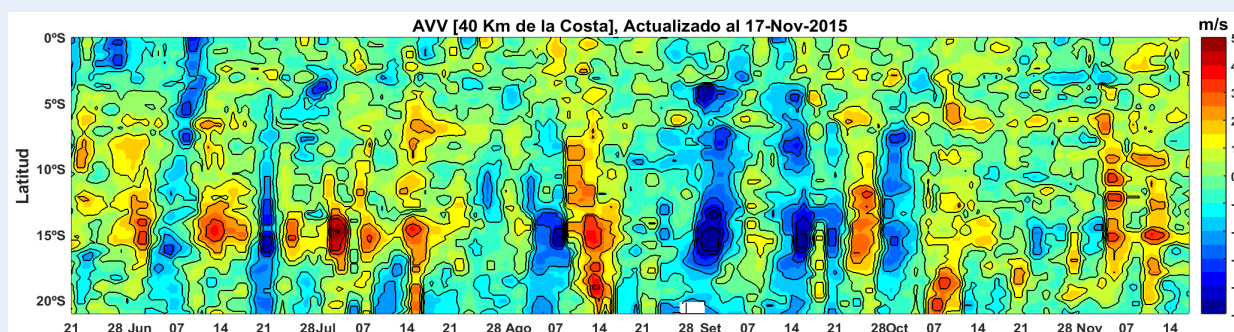 AVV [40 Km de la Costa], Actualizado al 17-Nov-2015
m/s
0ºS
5ºS
10ºS
15ºS
20ºS
Latitud
21 28 Jun 07 14 21 28Jul 07 14 21 28 Ago 07 14 21 28 Set 07 14 21 28Oct 07 14 21 28 Nov 07 14